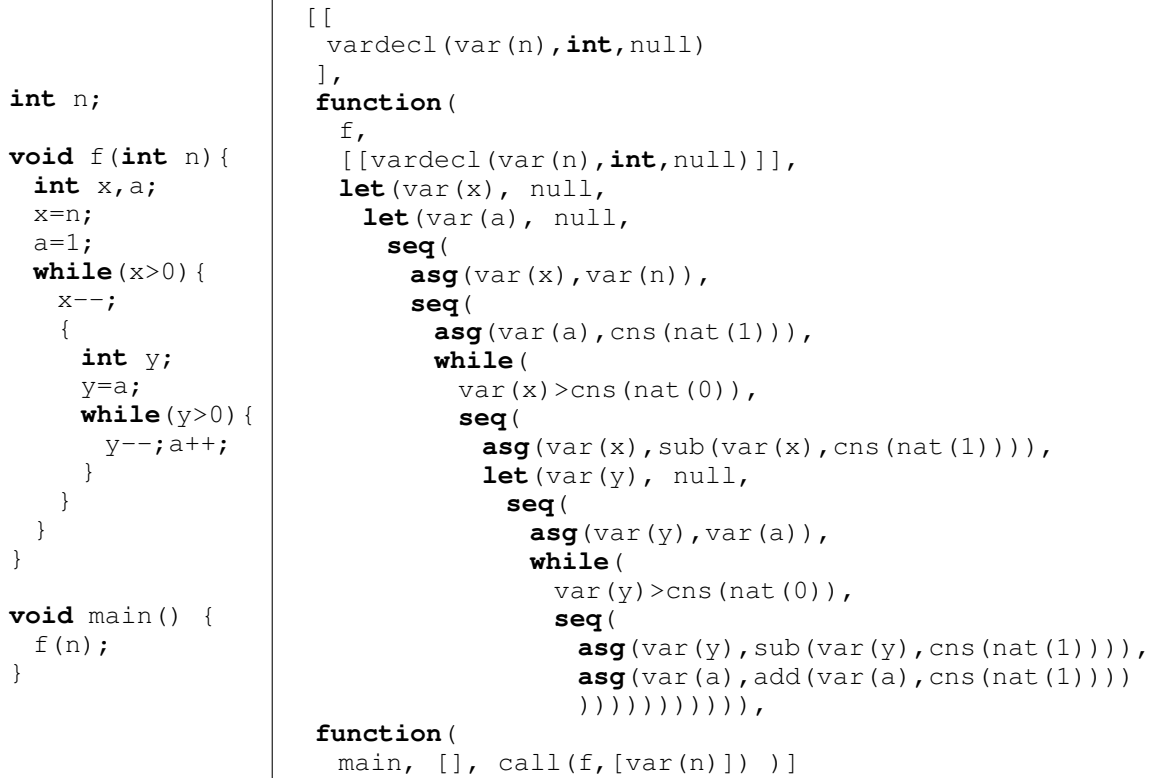 int n;

void f(int n){
  int x,a;
  x=n;
  a=1;
  while(x>0){
    x--;
    {
      int y;
      y=a;
      while(y>0){
        y--;a++;
      }
    }
  }
}

void main() {
  f(n);
}

[[
 vardecl(var(n),int,null)
],
function(
  f,
  [[vardecl(var(n),int,null)]],
  let(var(x), null,
    let(var(a), null,
      seq(
        asg(var(x),var(n)),
        seq(
          asg(var(a),cns(nat(1))),
          while(
            var(x)>cns(nat(0)),
            seq(
              asg(var(x),sub(var(x),cns(nat(1)))),
              let(var(y), null,
                seq(
                  asg(var(y),var(a)),
                  while(
                    var(y)>cns(nat(0)),
                    seq(
                      asg(var(y),sub(var(y),cns(nat(1)))),
                      asg(var(a),add(var(a),cns(nat(1))))
                      ))))))))))),
function(
  main, [], call(f,[var(n)]) )]